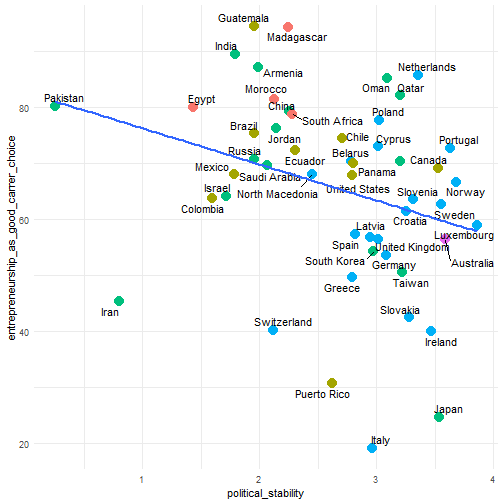 Guatemala
Madagascar
India
Armenia
Netherlands
Oman
Qatar
Morocco
Pakistan
Egypt
China
South Africa
Poland
Brazil
Jordan
Chile
Cyprus
Portugal
Russia
Ecuador
Belarus
Canada
Mexico
Saudi Arabia
Panama
Israel
North Macedonia
United States
Slovenia
Norway
Colombia
Croatia
Sweden
Latvia
Luxembourg
Spain
United Kingdom
South Korea
Germany
Australia
Greece
Taiwan
Iran
Switzerland
Slovakia
Ireland
Puerto Rico
Japan
Italy
80
60
40
20
1
2
3
4
political_stability
entrepreneurship_as_good_carrer_choice